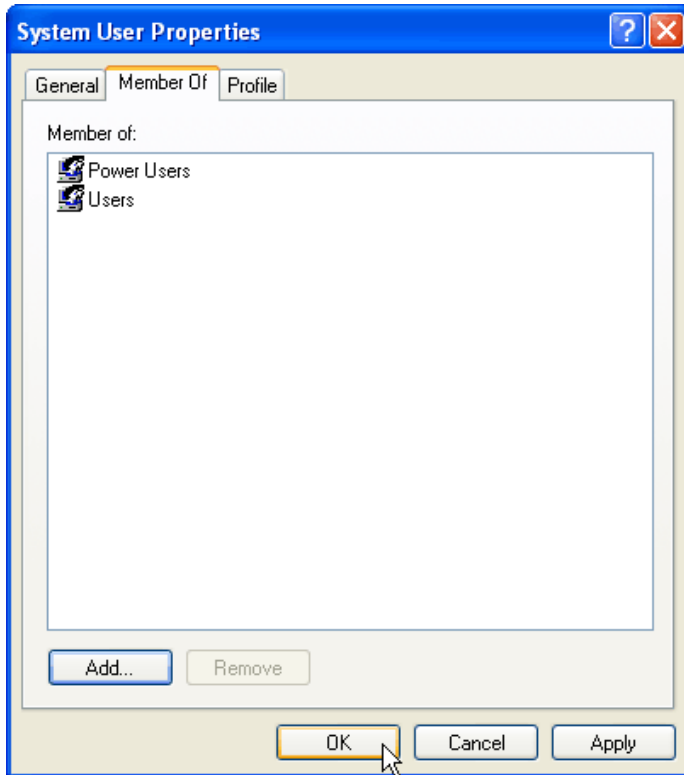 System User Properties ?
General Member Of Profile
Member of:
Power Users
Users
Add... Remove
OK Cancel Apply